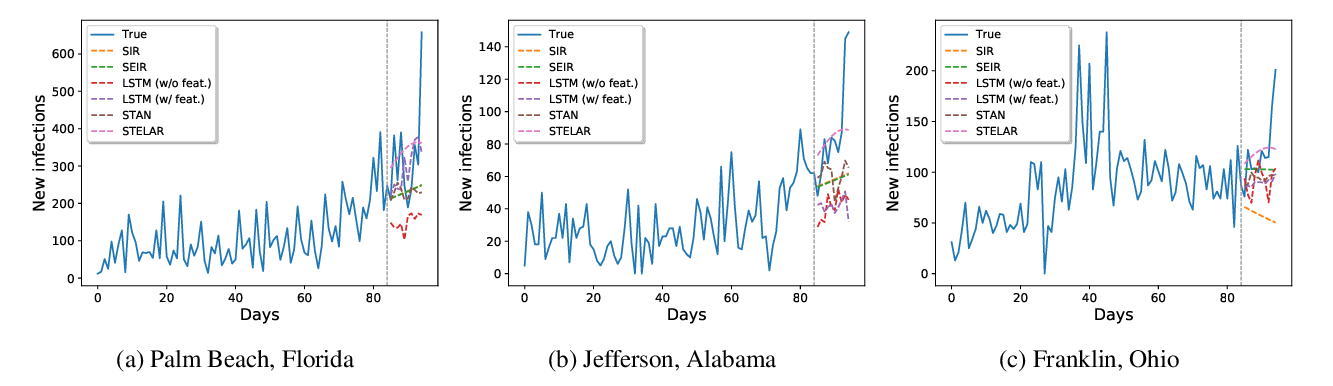 True
SIR
SEIR
LSTM (w/o feat.)
LSTM (w/ feat.)
STAN
STELAR
New infections
600
500
400
300
200
100
0
0 20 40 60 80
Days
(a) Palm Beach, Florida
True
SIR
SEIR
LSTM (w/o feat.)
LSTM (w/ feat.)
STAN
STELAR
New infections
140
120
100
80
60
40
20
0
0 20 40 60 80
Days
(b) Jefferson, Alabama
True
SIR
SEIR
LSTM (w/o feat.)
LSTM (w/ feat.)
STAN
STELAR
New infections
200
150
100
50
0
0 20 40 60 80
Days
(c) Franklin, Ohio